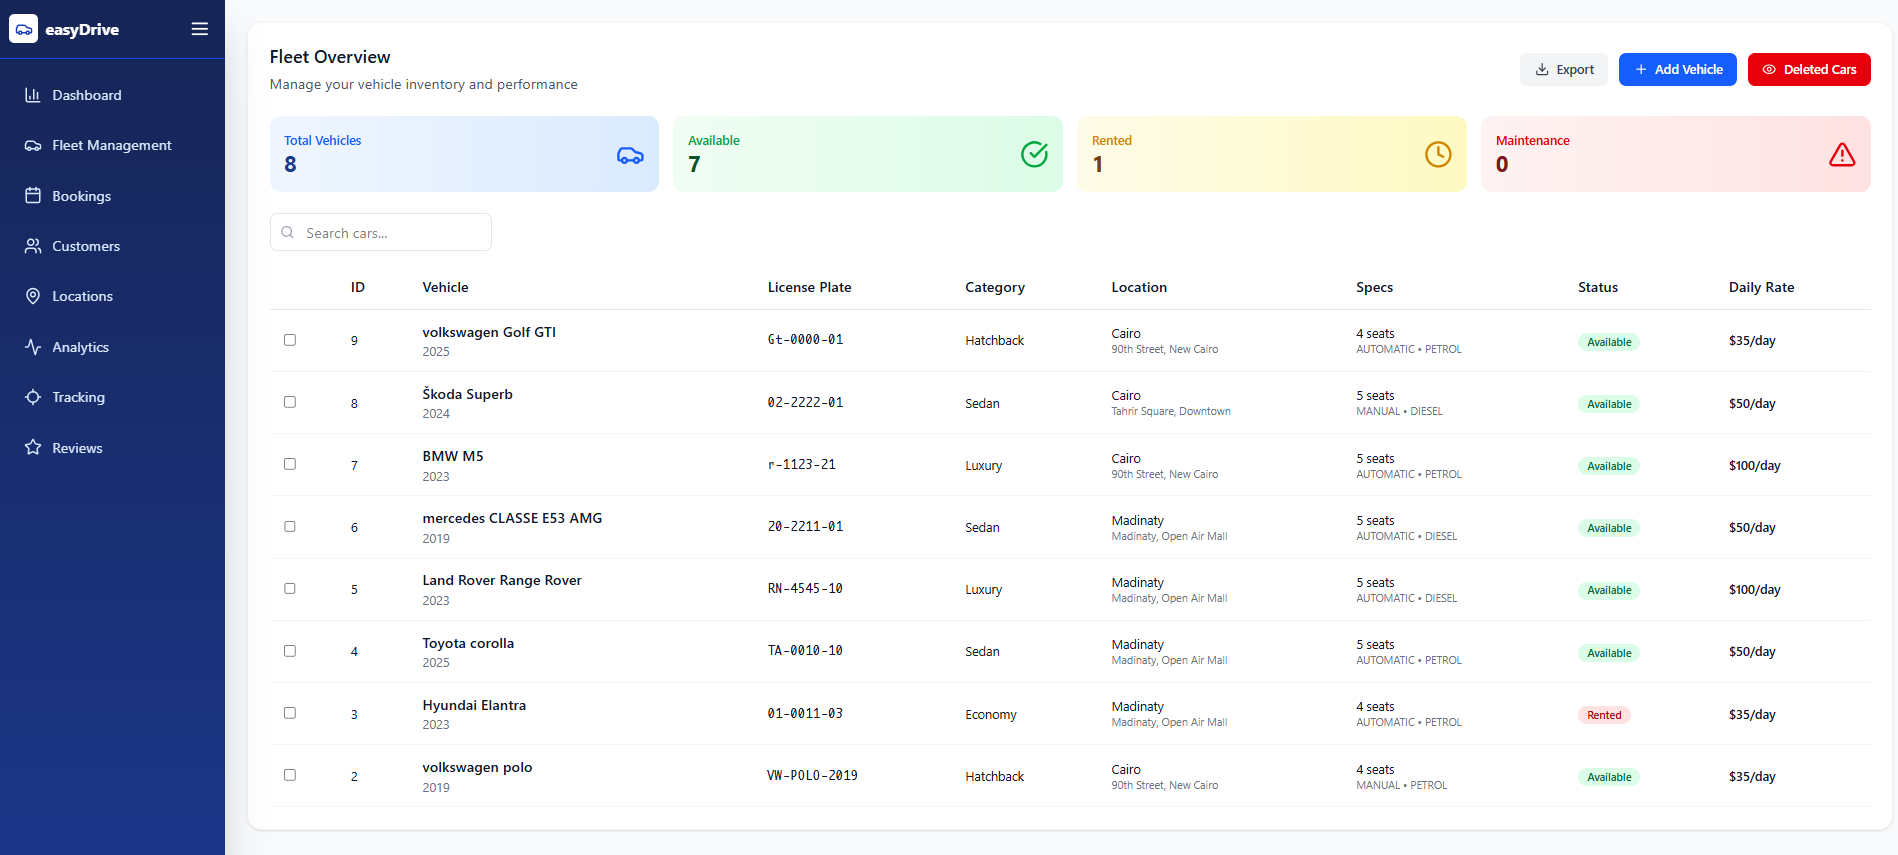 easyDrive
Dashboard
Fleet Management
Bookings
Customers
Locations
Analytics
Tracking
Reviews
Fleet Overview
Manage your vehicle inventory and performance
Export
Add Vehicle
Deleted Cars
Total Vehicles
8
Available
7
Rented
1
Maintenance
0
Search cars...
ID Vehicle License Plate Category Location Specs Status Daily Rate
9 volkswagen Golf GTI 2025 Gt-0000-01 Hatchback Cairo 90th Street, New Cairo 4 seats AUTOMATIC • PETROL Available $35/day
8 Škoda Superb 2024 02-2222-01 Sedan Cairo Tahrir Square, Downtown 5 seats MANUAL • DIESEL Available $50/day
7 BMW M5 2023 r-1123-21 Luxury Cairo 90th Street, New Cairo 5 seats AUTOMATIC • PETROL Available $100/day
6 mercedes CLASSE E53 AMG 2019 20-2211-01 Sedan Madinaty Madinaty, Open Air Mall 5 seats AUTOMATIC • DIESEL Available $50/day
5 Land Rover Range Rover 2023 RN-4545-10 Luxury Madinaty Madinaty, Open Air Mall 5 seats AUTOMATIC • DIESEL Available $100/day
4 Toyota corolla 2025 TA-0010-10 Sedan Madinaty Madinaty, Open Air Mall 5 seats AUTOMATIC • PETROL Available $50/day
3 Hyundai Elantra 2023 01-0011-03 Economy Madinaty Madinaty, Open Air Mall 4 seats AUTOMATIC • PETROL Rented $35/day
2 volkswagen polo 2019 VW-POLO-2019 Hatchback Cairo 90th Street, New Cairo 4 seats MANUAL • PETROL Available $35/day